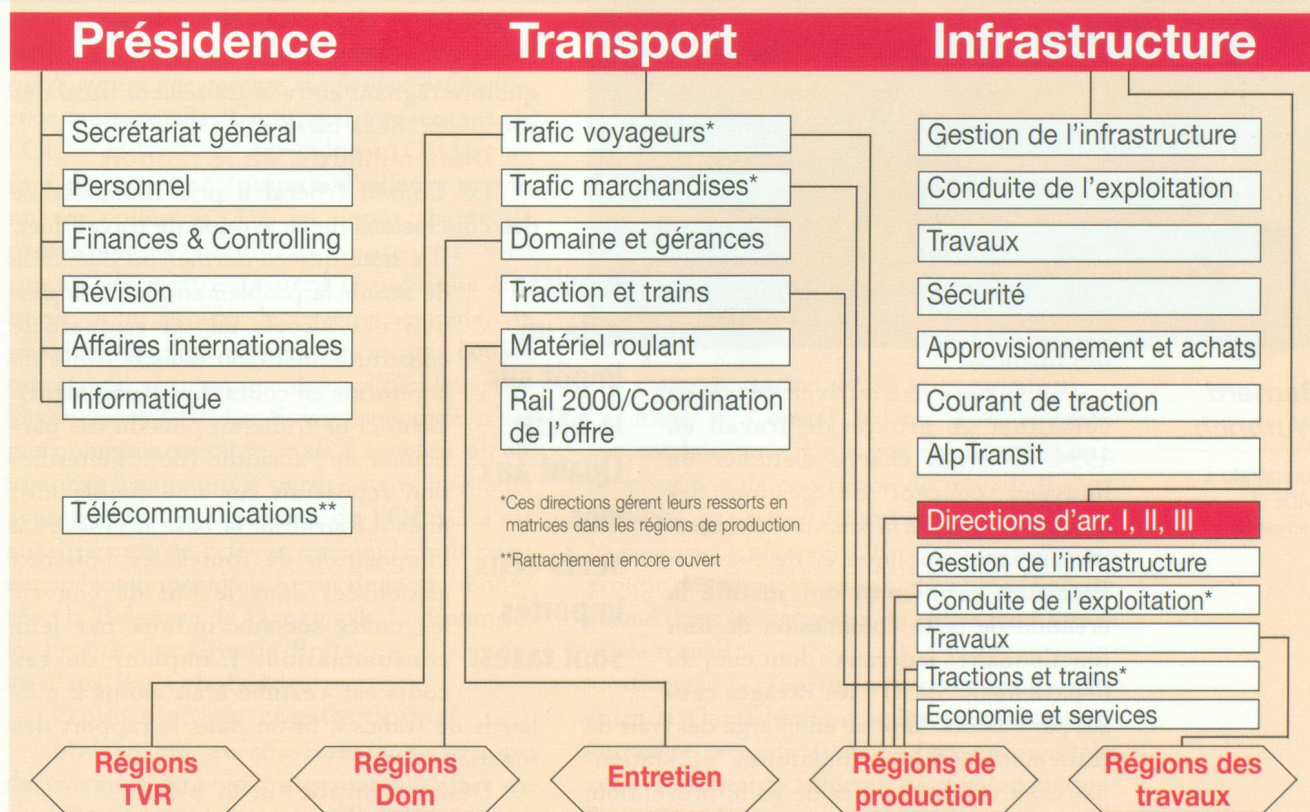 Présidence
Secrétariat général
Personnel
Finances & Controlling
Révision
Affaires internationales
Informatique
Télécommunications**
Transport
Trafic voyageurs*
Trafic marchandises*
Domaine et gérances
Traction et trains
Matériel roulant
Rail 2000/Coordination
de l'offre
*Ces directions gérent leurs ressorts en
matrices dans les régions de production
**Rattachement encore ouvert
Infrastructure
Gestion de l'infrastructure
Conduite de l'exploitation
Travaux
Sécurité
Approvisionnement et achats
Courant de traction
AlpTransit
Directions d'arr. I, II, III
Gestion de l'infrastructure
Conduite de l'exploitation*
Travaux
Tractions et trains*
Economie et services
Régions
TVR
Régions
Dom
Entretien
Régions de
production
Régions des
travaux